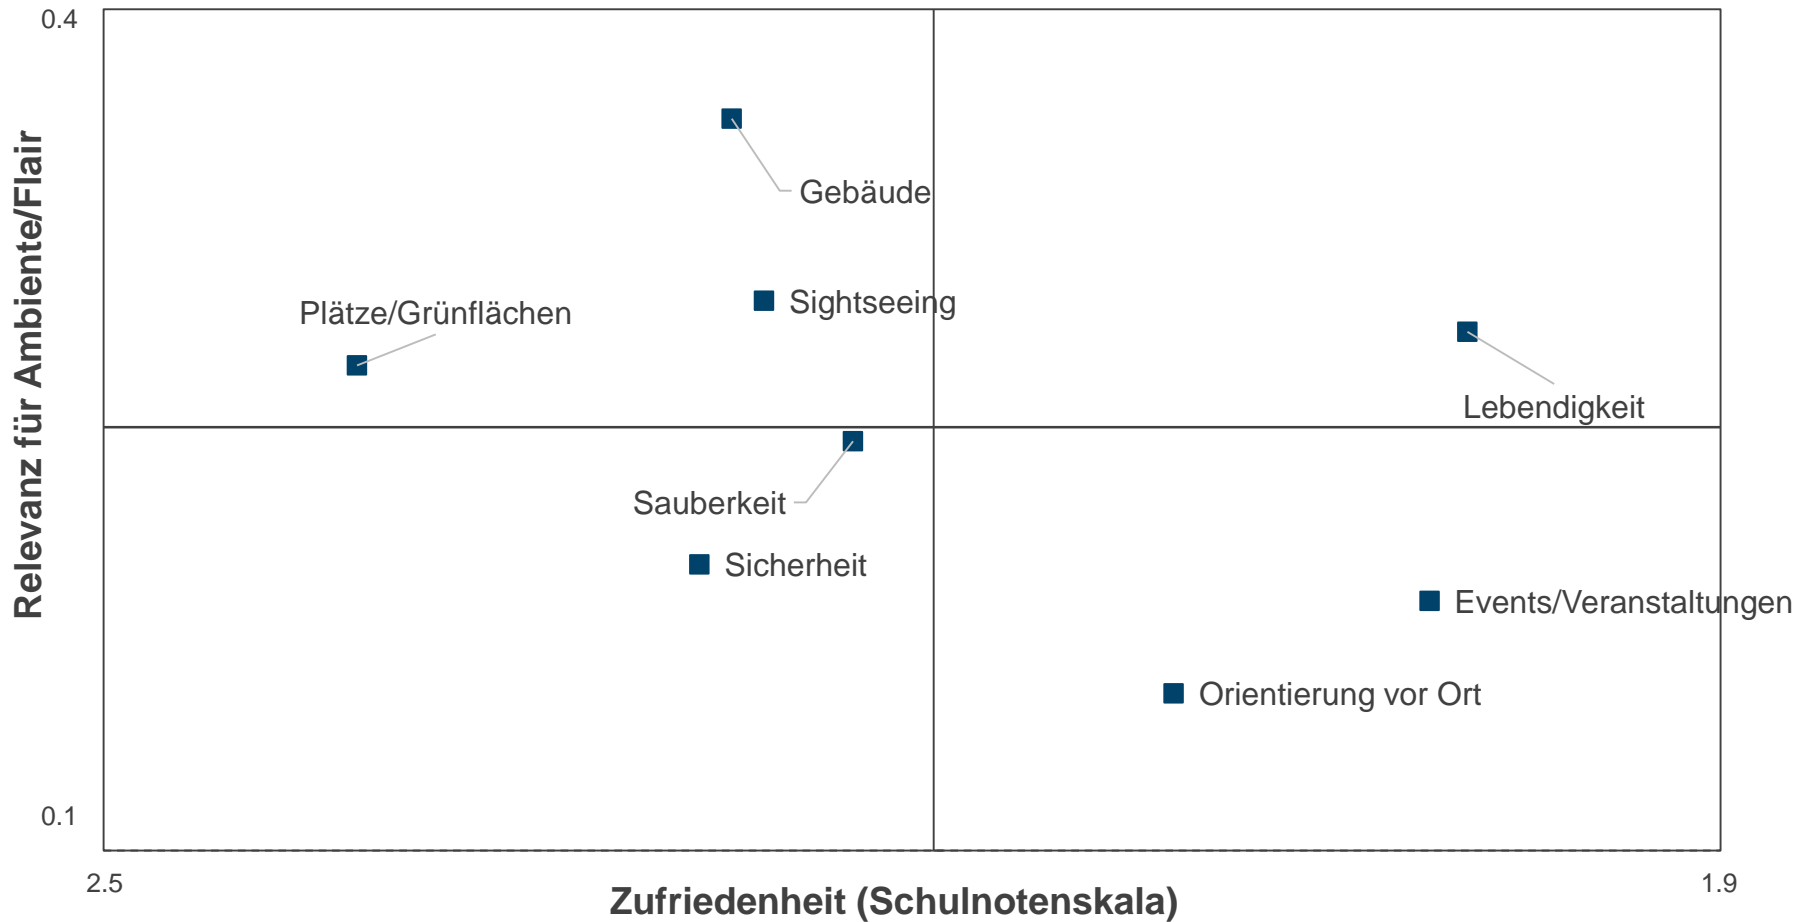 0.4
Relevanz für Ambiente/Flair
Gebäude
Sightseeing
Plätze/Grünflächen
Lebendigkeit
Sauberkeit
Sicherheit
Events/Veranstaltungen
Orientierung vor Ort
0.1
2.5
Zufriedenheit (Schulnotenskala)
1.9